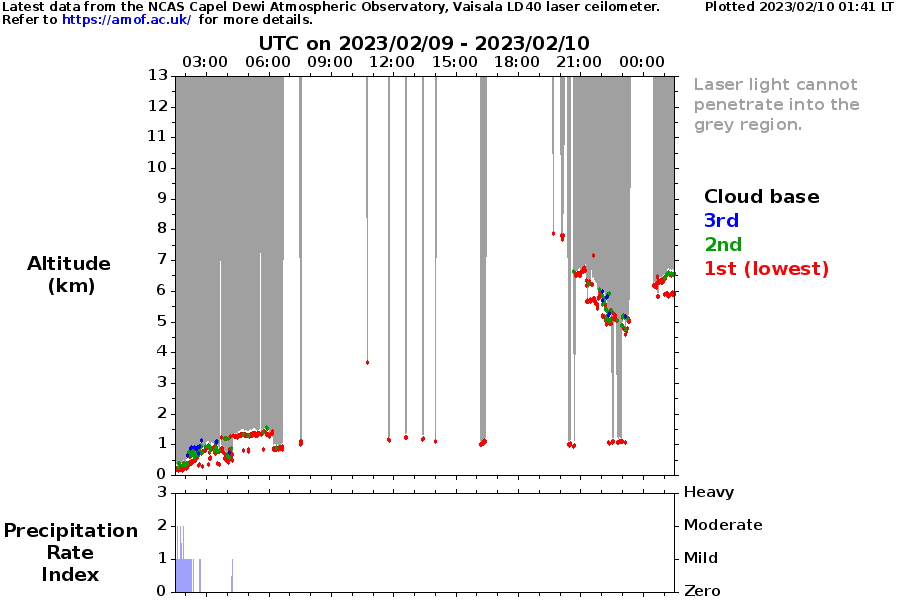 Latest data from the NCAS Capel Dewi Atmospheric Observatory, Vaisala LD40 laser ceilometer. Plotted 2023/02/10 01:41 LT
Refer to https://amof.ac.uk/ for more details.
UTC on 2023/02/09 - 2023/02/10
03:00 06:00 09:00 12:00 15:00 18:00 21:00 00:00
13
12
11
10
9
8
7
6
5
4
3
2
1
0
Altitude
(km)
Laser light cannot
penetrate into the
grey region.
Cloud base
3rd
2nd
1st (lowest)
3 Heavy
2 Moderate
1 Mild
0 Zero
Precipitation
Rate
Index